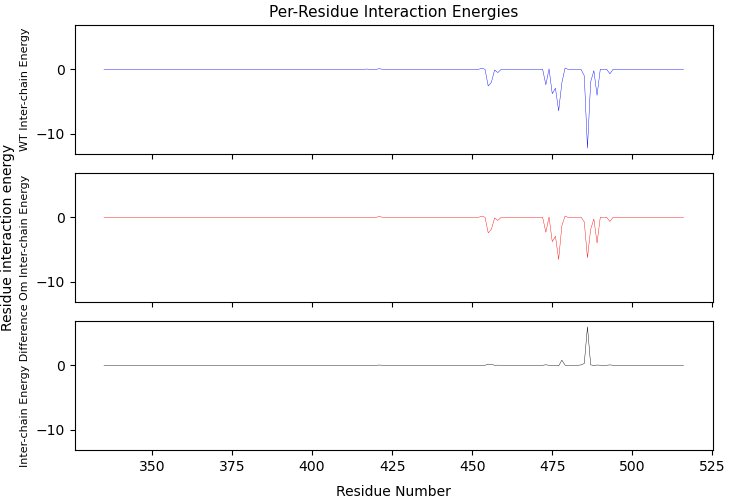 Per-Residue Interaction Energies
Residue interaction energy
WT Inter-chain Energy
0
−10
Om Inter-chain Energy
0
−10
Inter-chain Energy Difference
0
−10
350
375
400
425
450
475
500
525
Residue Number